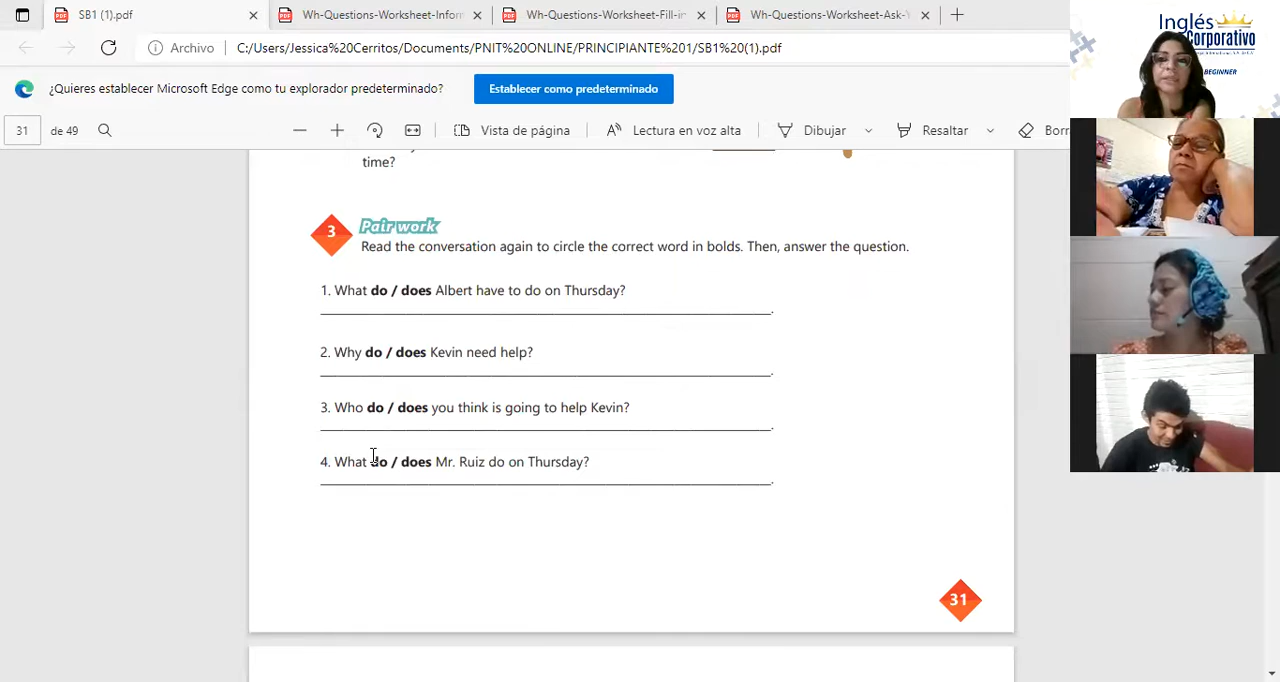 SB1 (1).pdf
Wh-Questions-Worksheet-Inform
Wh-Questions-Worksheet-Fill-in
Wh-Questions-Worksheet-Ask-Y
Archivo
C:/Users/Jessica%20Cerritos/Documents/PNIT%20ONLINE/PRINCIPIANTE%201/SB1%20(1).pdf
¿Quieres establecer Microsoft Edge como tu explorador predeterminado?
Establecer como predeterminado
31 de 49
Vista de página
Lectura en voz alta
Dibujar
Resaltar
Borr
Inglés
Corporativo
BEGINNER
time?
3
Pair work
Read the conversation again to circle the correct word in bolds. Then, answer the question.
1. What do / does Albert have to do on Thursday?
2. Why do / does Kevin need help?
3. Who do / does you think is going to help Kevin?
4. What do / does Mr. Ruiz do on Thursday?
31